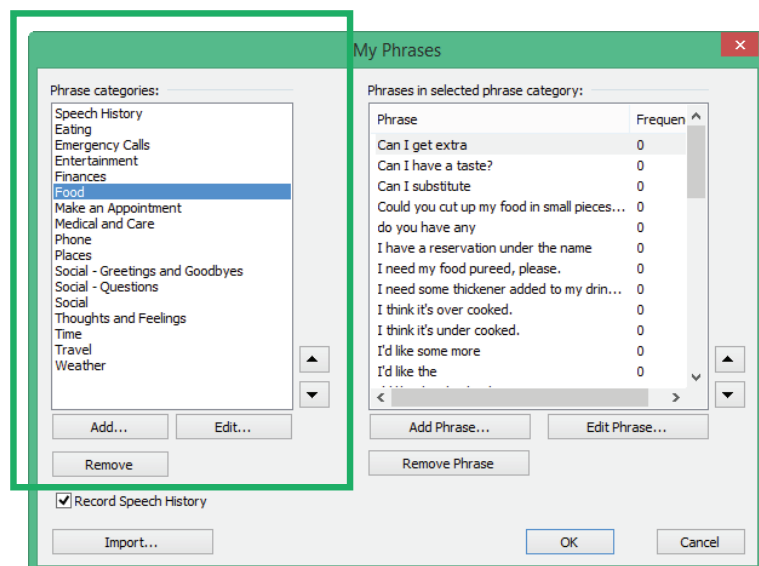 My Phrases
Phrase categories:
Speech History
Eating
Emergency Calls
Entertainment
Finances
Food
Make an Appointment
Medical and Care
Phone
Places
Social - Greetings and Goodbyes
Social - Questions
Social
Thoughts and Feelings
Time
Travel
Weather
Add...
Edit...
Remove
Record Speech History
Import...
Phrases in selected phrase category:
Phrase Frequen
Can I get extra 0
Can I have a taste? 0
Can I substitute 0
Could you cut up my food in small pieces... 0
do you have any 0
I have a reservation under the name 0
I need my food pureed, please. 0
I need some thickener added to my drin... 0
I think it's over cooked. 0
I think it's under cooked. 0
I'd like some more 0
I'd like the 0
Add Phrase...
Edit Phrase...
Remove Phrase
OK
Cancel